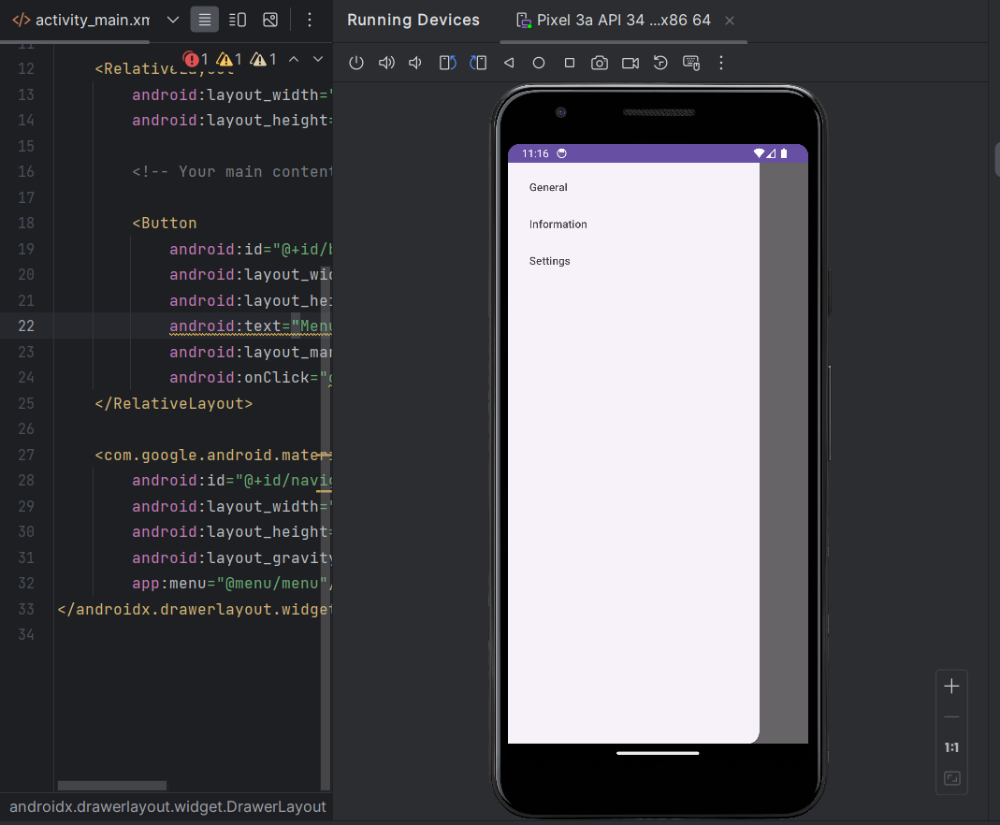 </> activity_main.xm
Running Devices
Pixel 3a API 34 ...x86 64
1 1 1
11
12 <RelativeLayout
13 android:layout_width="
14 android:layout_height=
15
16 <!-- Your main content
17
18 <Button
19 android:id="@+id/b
20 android:layout_wid
21 android:layout_hei
22 android:text="Menu
23 android:layout_mar
24 android:onClick="
25 </RelativeLayout>
26
27 <com.google.android.mater
28 android:id="@+id/navig
29 android:layout_width="
30 android:layout_height=
31 android:layout_gravity
32 app:menu="@menu/menu"/
33 </androidx.drawerlayout.widget
34
androidx.drawerlayout.widget.DrawerLayout
11:16
General
Information
Settings
1:1